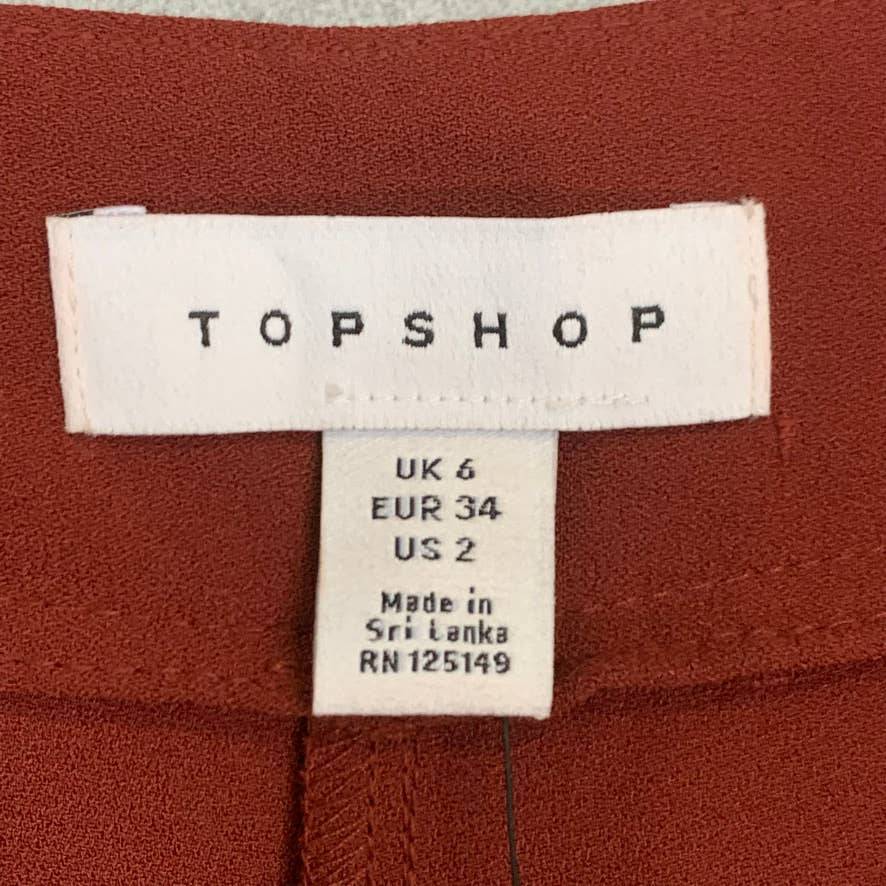 TOPSHOP
UK 6
EUR 34
US 2
Made in
Sri Lanka
RN 125149